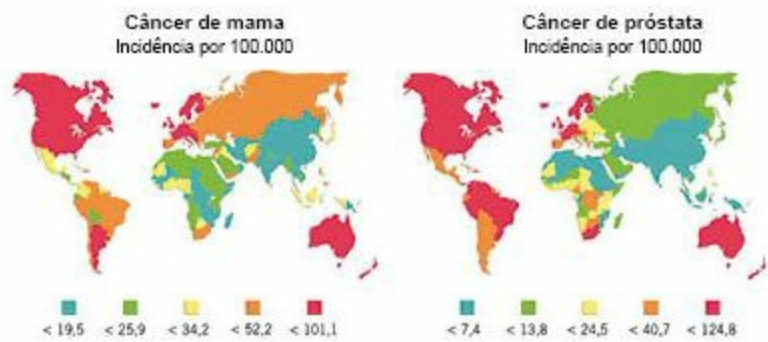 Câncer de mama
Incidência por 100.000
< 19,5 < 25,9 < 34,2 < 52,2 < 101,1
Câncer de próstata
Incidência por 100.000
< 7,4 < 13,8 < 24,5 < 40,7 < 124,8